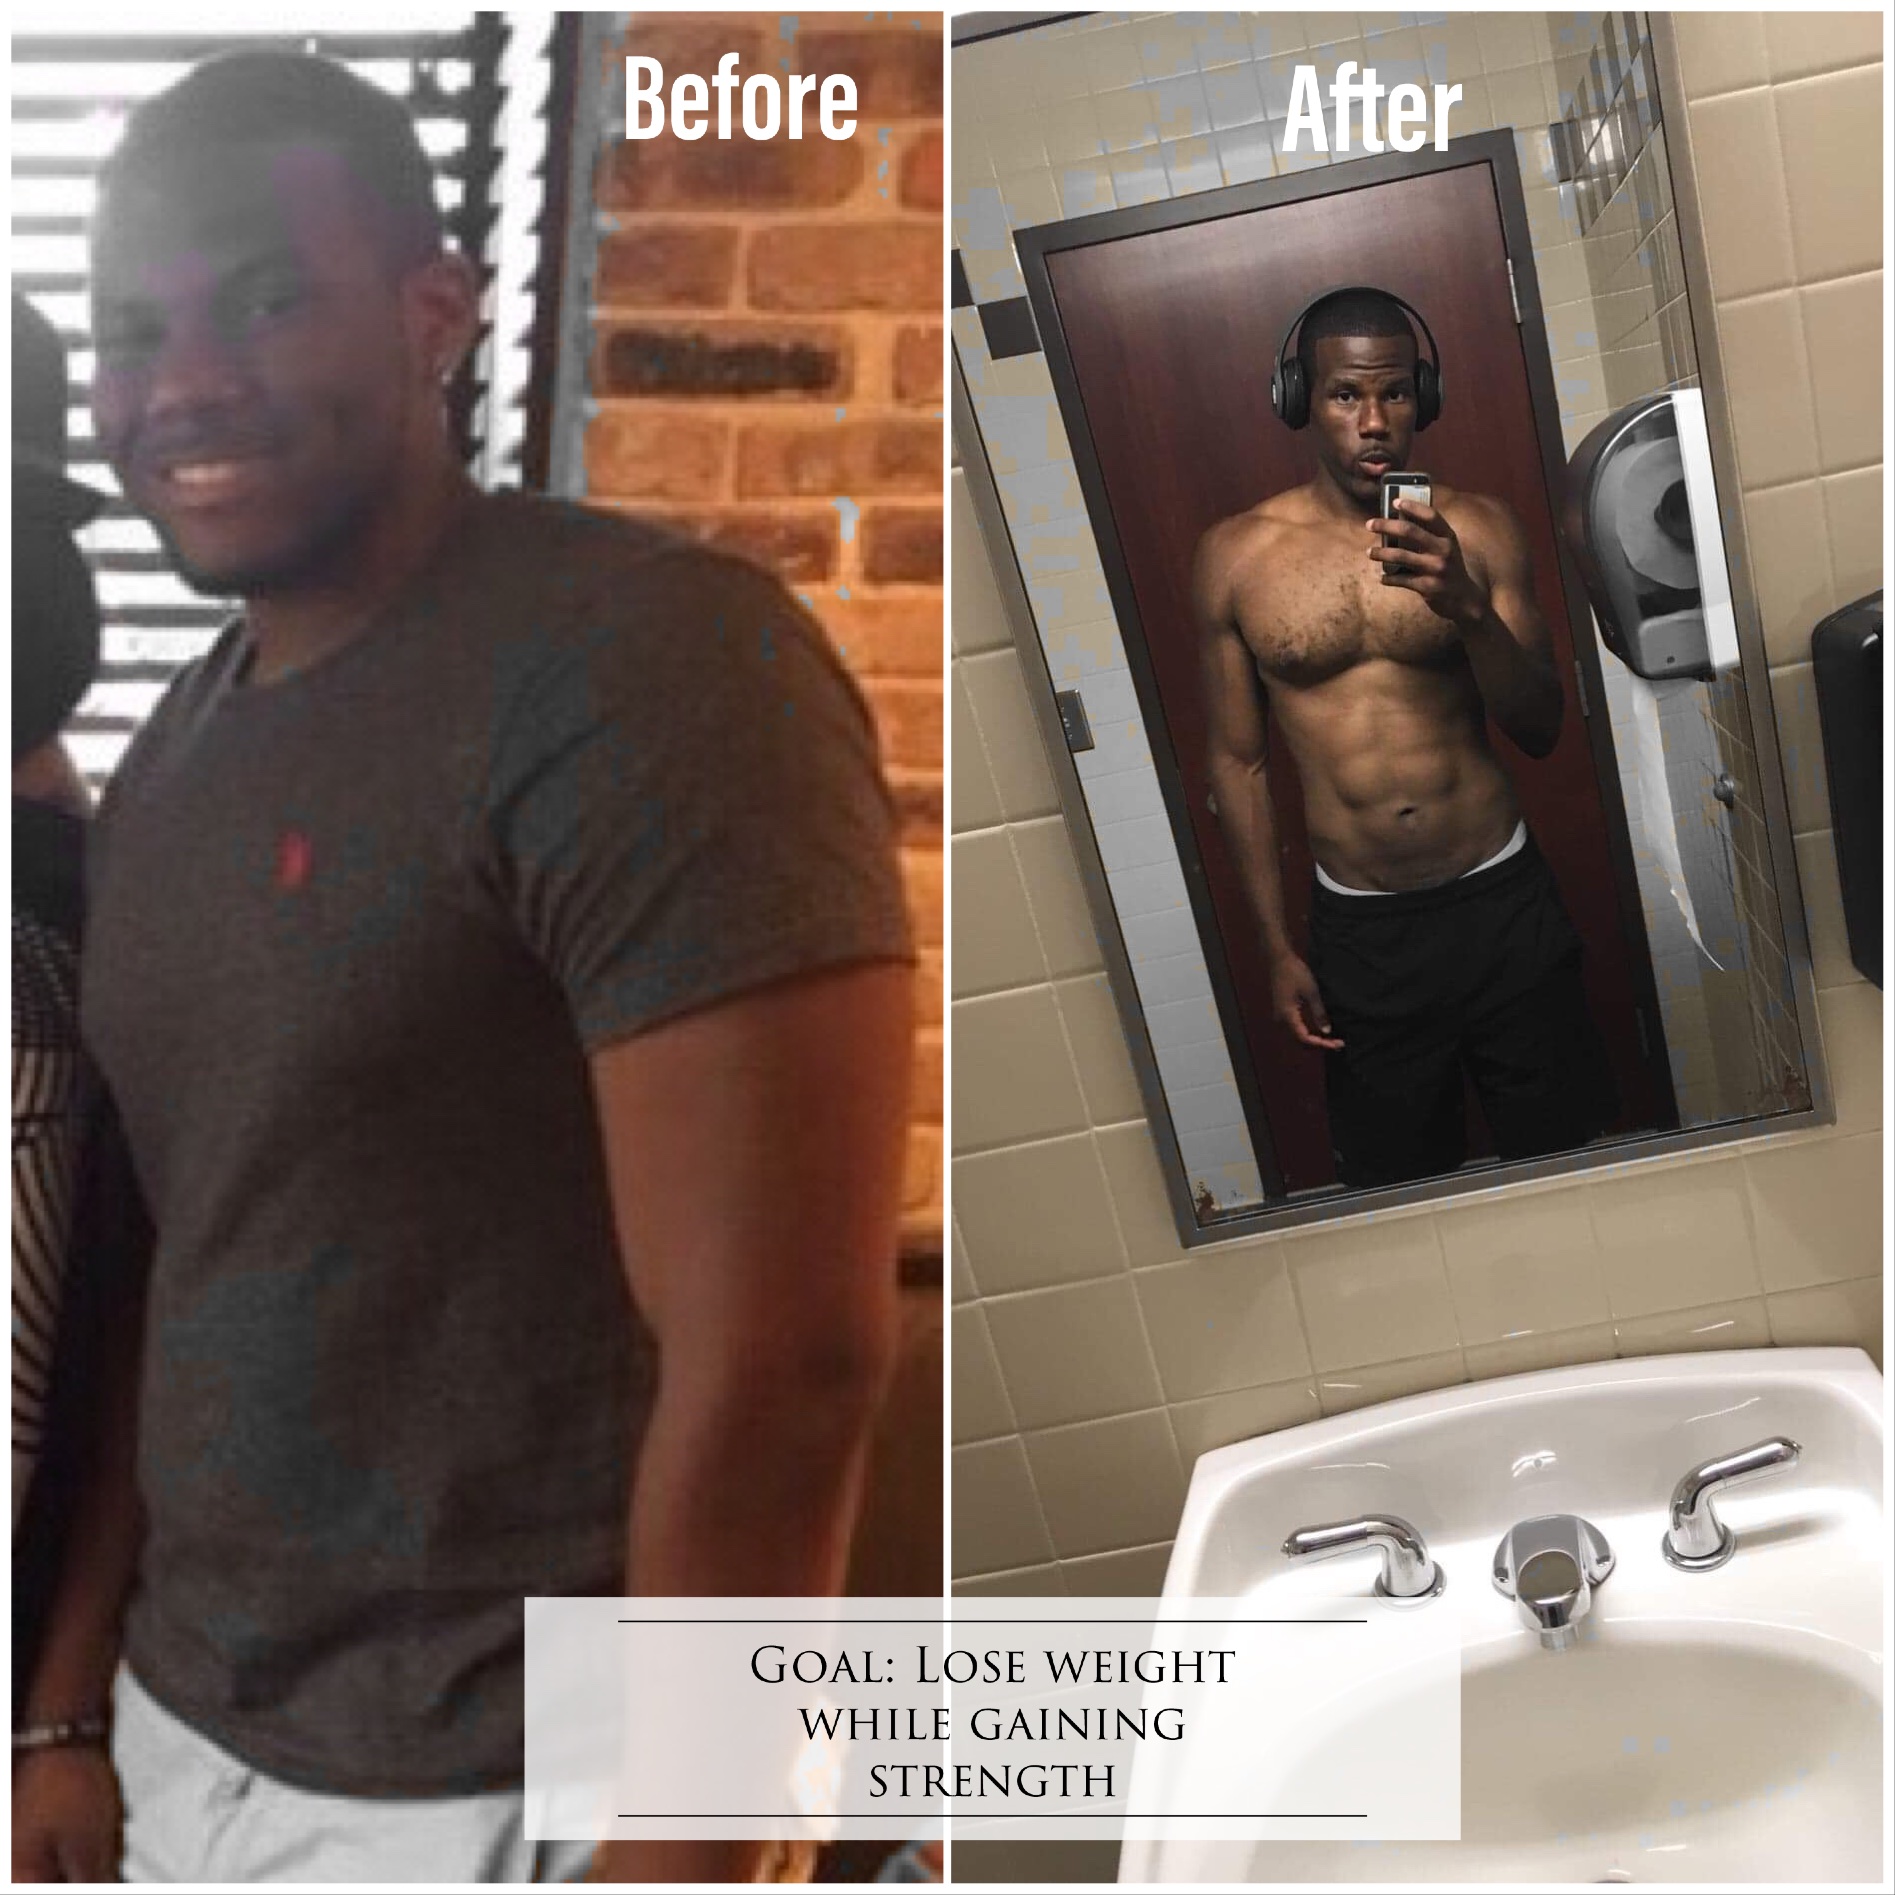 Before
After
GOAL: LOSE WEIGHT
WHILE GAINING
STRENGTH